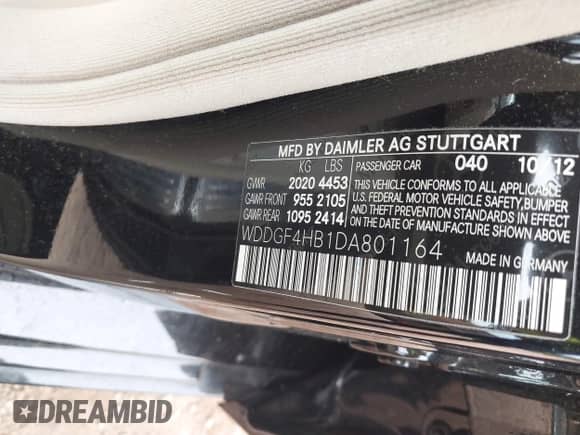 MFD BY DAIMLER AG STUTTGART
KG LBS PASSENGER CAR 040 10/12
GVWR 2020 4453 THIS VEHICLE CONFORMS TO ALL APPLICABLE
GAWR FRONT 955 2105 U.S. FEDERAL MOTOR VEHICLE SAFETY, BUMPER
GAWR REAR 1095 2414 AND THEFT PREVENTION STANDARDS IN EFFECT
ON THE DATE OF MANUFACTURE SHOWN ABOVE
WDDGF4HB1DA801164 MADE IN GERMANY
DREAMBID